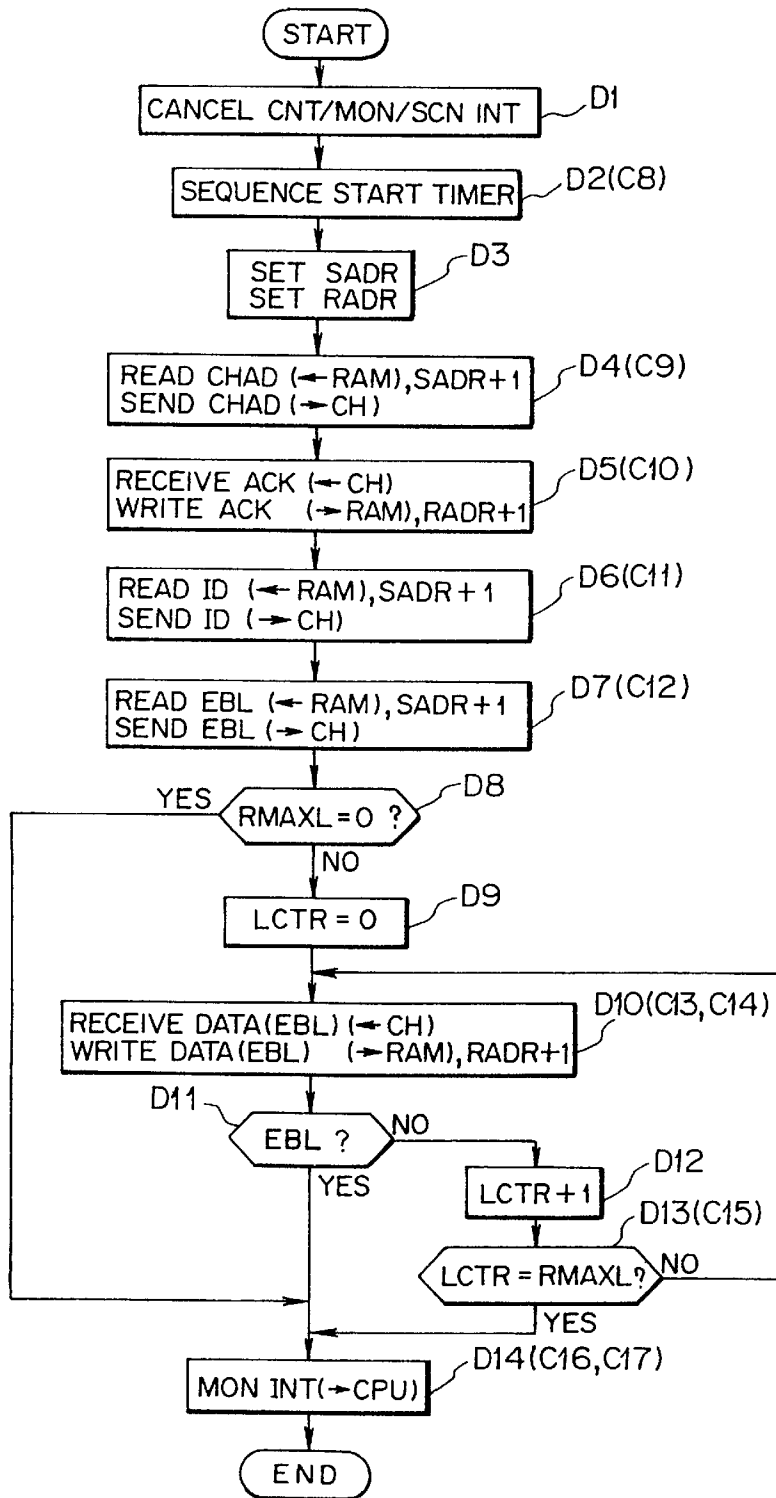 START
CANCEL CNT/MON/SCN INT
D1
SEQUENCE START TIMER
D2(C8)
SET SADR
SET RADR
D3
READ CHAD (←RAM),SADR+1
SEND CHAD (→CH)
D4(C9)
RECEIVE ACK (←CH)
WRITE ACK (→RAM),RADR+1
D5(C10)
READ ID (←RAM),SADR+1
SEND ID (→CH)
D6(C11)
READ EBL (←RAM),SADR+1
SEND EBL (→CH)
D7(C12)
YES
RMAXL=0 ?
D8
NO
LCTR=0
D9
RECEIVE DATA(EBL) (←CH)
WRITE DATA(EBL) (→RAM),RADR+1
D10(C13,C14)
D11
EBL ?
NO
YES
LCTR+1
D12
D13(C15)
LCTR=RMAXL?
NO
YES
MON INT(→CPU)
D14(C16,C17)
END